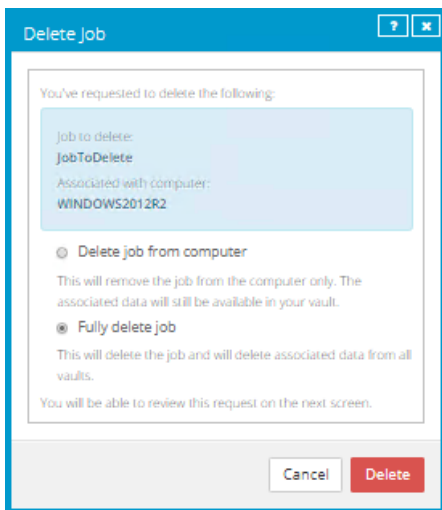 Delete Job
?
x
You've requested to delete the following:
Job to delete:
JobToDelete
Associated with computer:
WINDOWS2012R2
Delete job from computer
This will remove the job from the computer only. The
associated data will still be available in your vault.
Fully delete job
This will delete the job and will delete associated data from all
vaults.
You will be able to review this request on the next screen.
Cancel
Delete